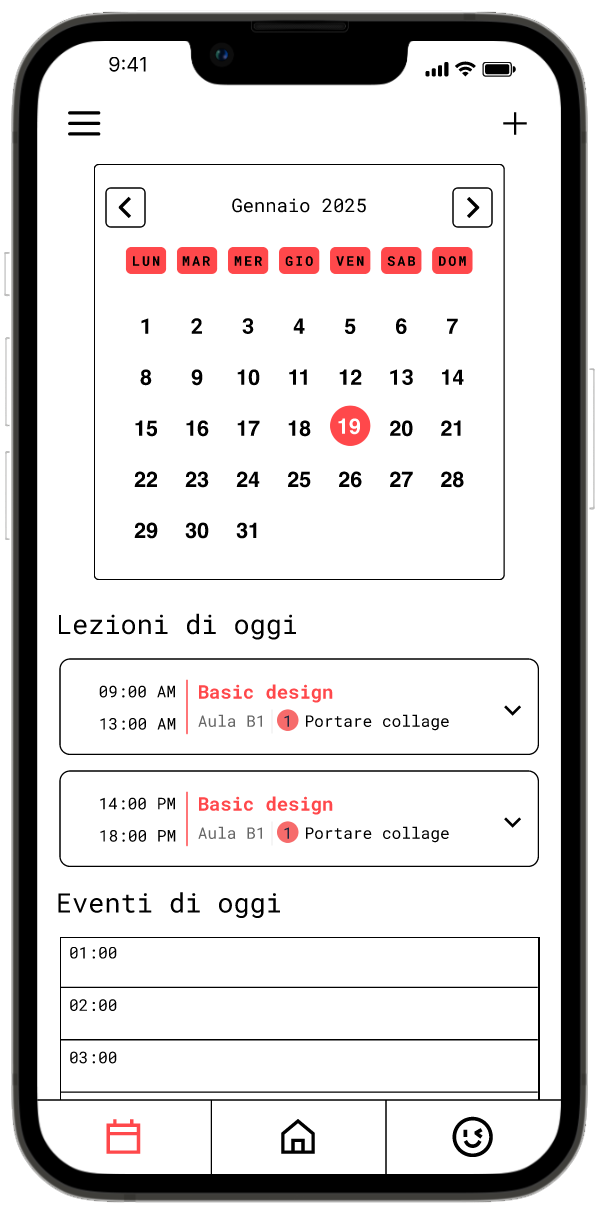 9:41
Gennaio 2025
LUN MAR MER GIO VEN SAB DOM
1 2 3 4 5 6 7
8 9 10 11 12 13 14
15 16 17 18 19 20 21
22 23 24 25 26 27 28
29 30 31
Lezioni di oggi
09:00 AM Basic design
13:00 AM Aula B1 1 Portare collage
14:00 PM Basic design
18:00 PM Aula B1 1 Portare collage
Eventi di oggi
01:00
02:00
03:00